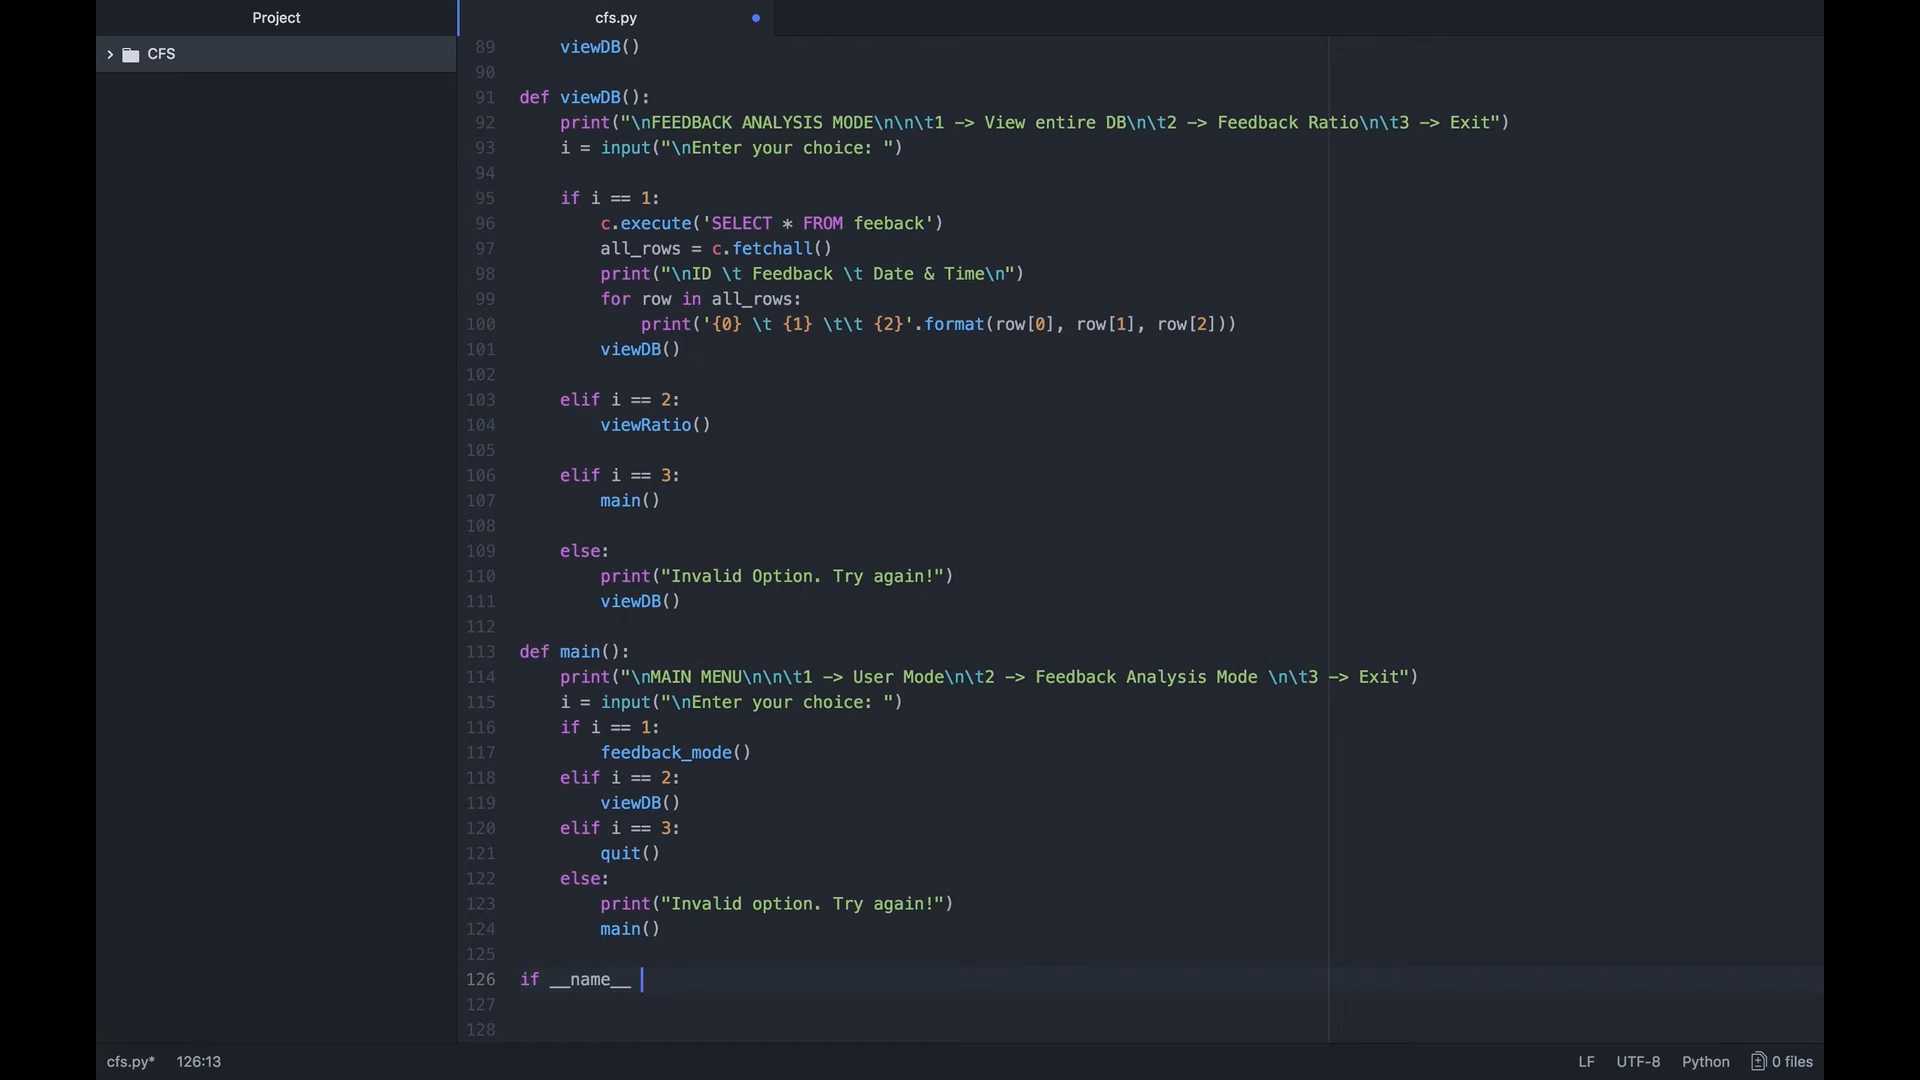 Project
cfs.py
CFS
89 viewDB()
90
91 def viewDB():
92 print("\nFEEDBACK ANALYSIS MODE\n\n\t1 -> View entire DB\n\t2 -> Feedback Ratio\n\t3 -> Exit")
93 i = input("\nEnter your choice: ")
94
95 if i == 1:
96 c.execute('SELECT * FROM feeback')
97 all_rows = c.fetchall()
98 print("\nID \t Feedback \t Date & Time\n")
99 for row in all_rows:
100 print('{0} \t {1} \t\t {2}'.format(row[0], row[1], row[2]))
101 viewDB()
102
103 elif i == 2:
104 viewRatio()
105
106 elif i == 3:
107 main()
108
109 else:
110 print("Invalid Option. Try again!")
111 viewDB()
112
113 def main():
114 print("\nMAIN MENU\n\n\t1 -> User Mode\n\t2 -> Feedback Analysis Mode \n\t3 -> Exit")
115 i = input("\nEnter your choice: ")
116 if i == 1:
117 feedback_mode()
118 elif i == 2:
119 viewDB()
120 elif i == 3:
121 quit()
122 else:
123 print("Invalid option. Try again!")
124 main()
125
126 if __name__
127
128
cfs.py* 126:13 LF UTF-8 Python 0 files